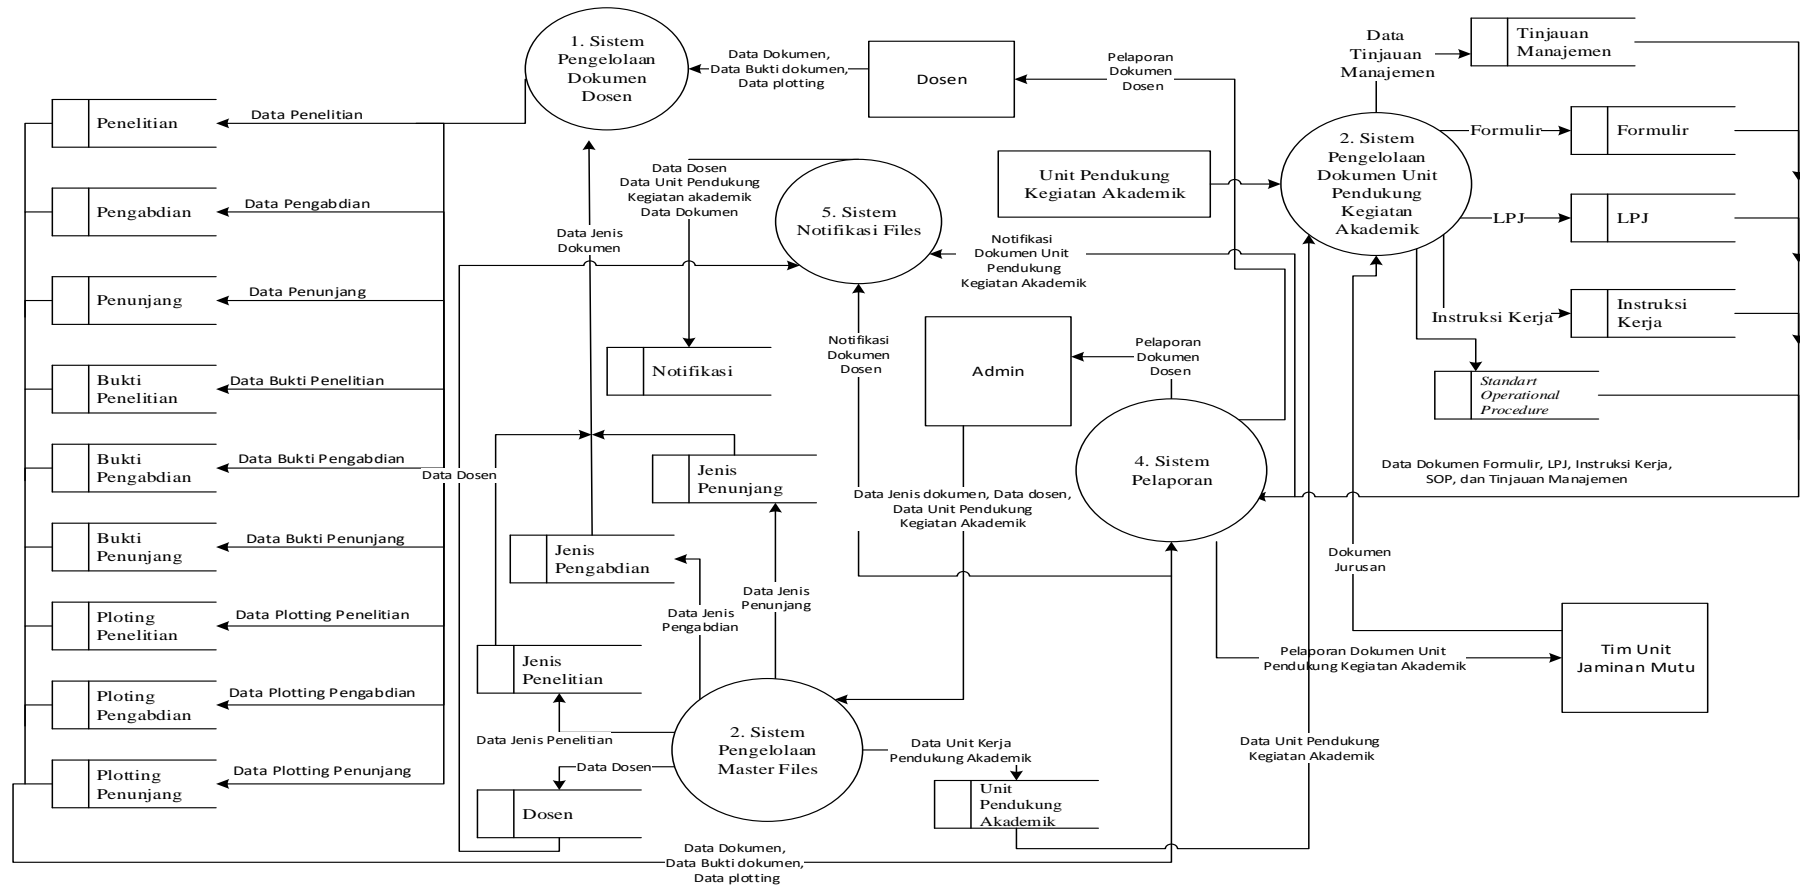 1. Sistem
Pengelolaan
Dokumen
Dosen
Data Dokumen,
Data Bukti dokumen,
Data plotting
Dosen
Pelaporan
Dokumen
Dosen
Data
Tinjauan
Manajemen
Tinjauan
Manajemen
Penelitian
Data Penelitian
Formulir
Formulir
2. Sistem
Pengelolaan
Dokumen Unit
Pendukung
Kegiatan
Akademik
Unit Pendukung
Kegiatan Akademik
Data Dosen
Data Unit Pendukung
Kegiatan akademik
Data Dokumen
5. Sistem
Notifikasi Files
Pengabdian
Data Pengabdian
LPJ
LPJ
Data Jenis
Dokumen
Notifikasi
Dokumen Unit
Pendukung
Kegiatan Akademik
Penunjang
Data Penunjang
Instruksi Kerja
Instruksi
Kerja
Notifikasi
Dokumen
Dosen
Notifikasi
Admin
Pelaporan
Dokumen
Dosen
Standart
Operational
Procedure
Bukti
Penelitian
Data Bukti Penelitian
Bukti
Pengabdian
Data Bukti Pengabdian
Data Dosen
Jenis
Penunjang
4. Sistem
Pelaporan
Data Dokumen Formulir, LPJ, Instruksi Kerja,
SOP, dan Tinjauan Manajemen
Data Jenis dokumen, Data dosen,
Data Unit Pendukung
Kegiatan Akademik
Bukti
Penunjang
Data Bukti Penunjang
Jenis
Pengabdian
Dokumen
Jurusan
Data Jenis
Penunjang
Data Jenis
Pengabdian
Ploting
Penelitian
Data Plotting Penelitian
Jenis
Penelitian
Pelaporan Dokumen Unit
Pendukung Kegiatan Akademik
Tim Unit
Jaminan Mutu
Ploting
Pengabdian
Data Plotting Pengabdian
Data Jenis Penelitian
2. Sistem
Pengelolaan
Master Files
Data Unit Kerja
Pendukung Akademik
Data Unit Pendukung
Kegiatan Akademik
Plotting
Penunjang
Data Plotting Penunjang
Data Dosen
Dosen
Unit
Pendukung
Akademik
Data Dokumen,
Data Bukti dokumen,
Data plotting